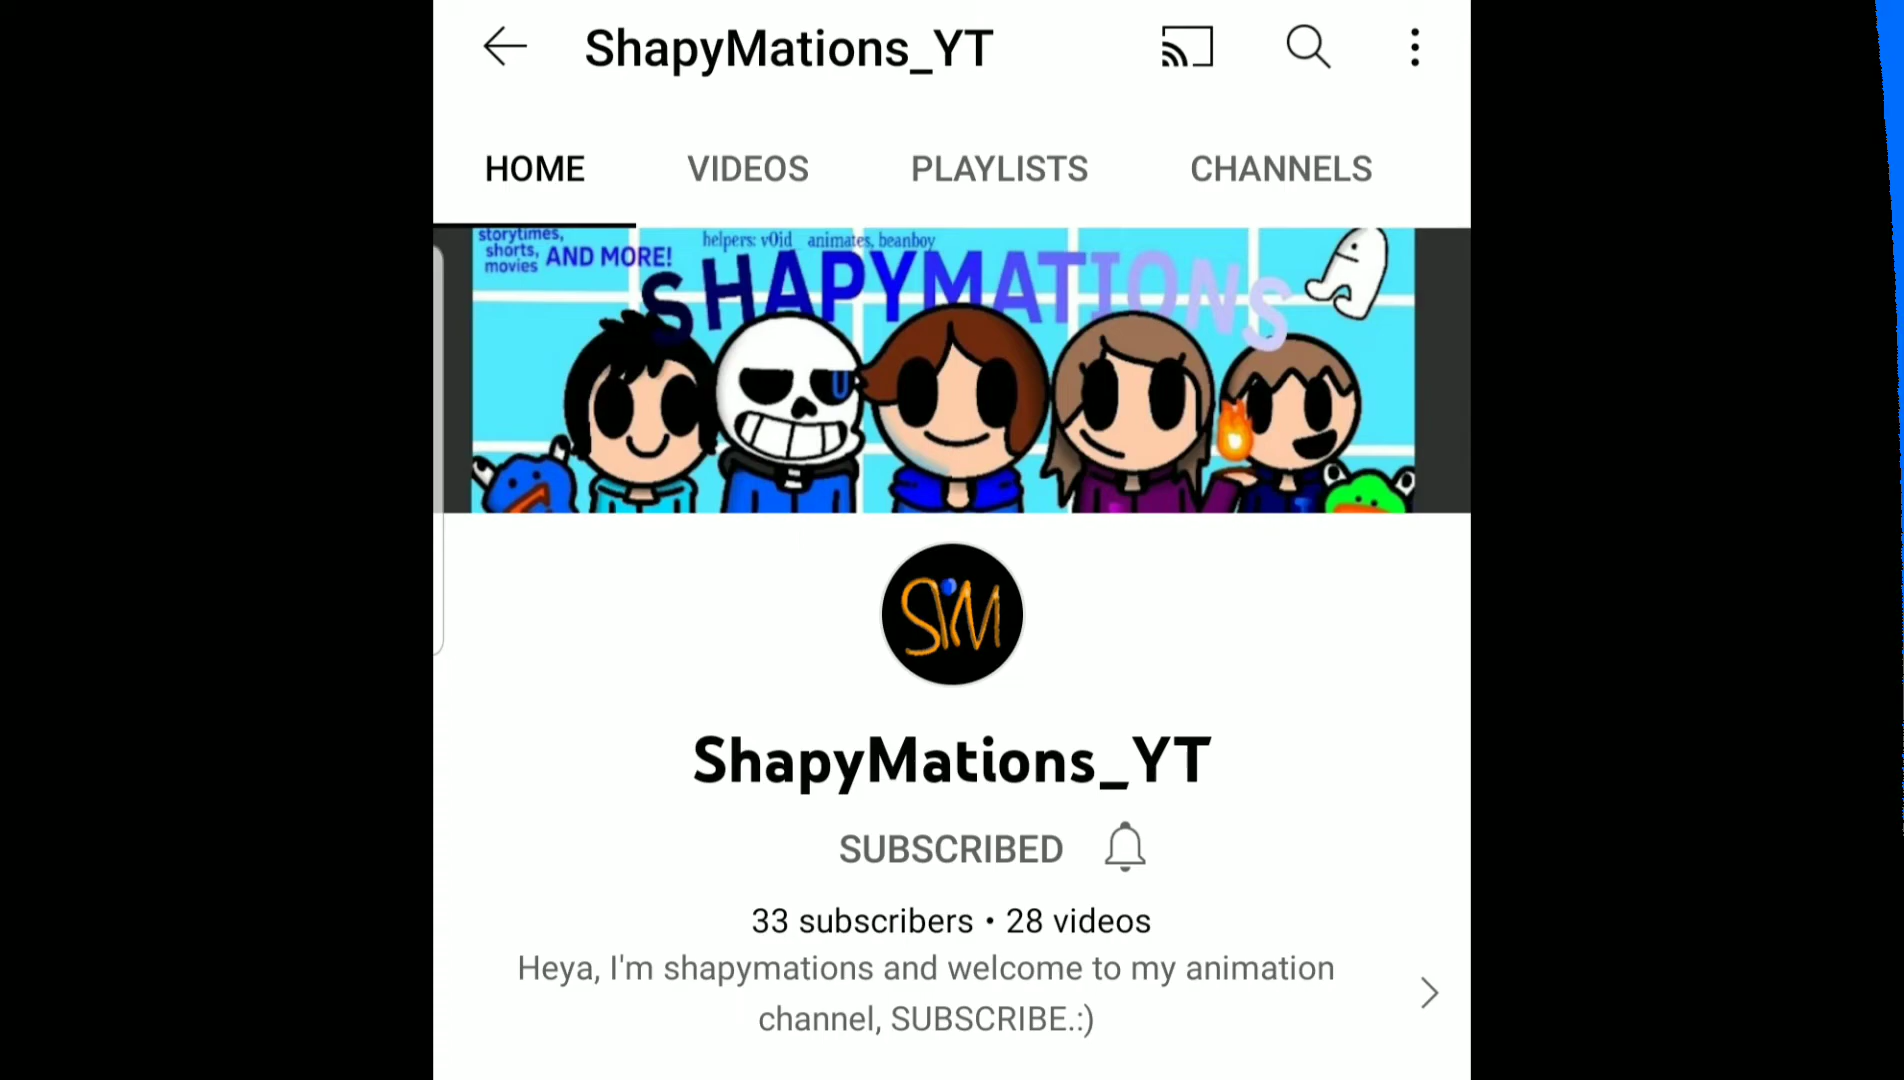 ShapyMations_YT
HOME VIDEOS PLAYLISTS CHANNELS
storytimes,
shorts,
movies
AND MORE!
helpers: v0id_ animates, beanboy
SHAPYMATIONS
SM
ShapyMations_YT
SUBSCRIBED
33 subscribers • 28 videos
Heya, I'm shapymations and welcome to my animation
channel, SUBSCRIBE.:)